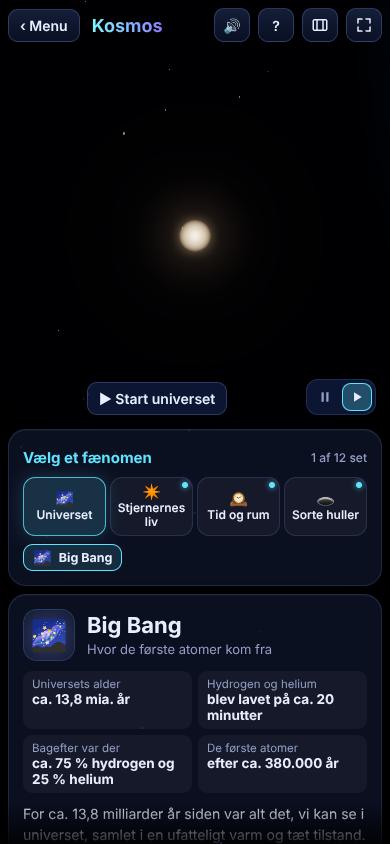 ‹ Menu
Kosmos
?
Start universet
Vælg et fænomen
1 af 12 set
Universet
Stjernernes
liv
Tid og rum
Sorte huller
Big Bang
Big Bang
Hvor de første atomer kom fra
Universets alder
ca. 13,8 mia. år
Hydrogen og helium
blev lavet på ca. 20
minutter
Bagefter var der
ca. 75 % hydrogen og
25 % helium
De første atomer
efter ca. 380.000 år
For ca. 13,8 milliarder år siden var alt det, vi kan se i
universet, samlet i en ufatteligt varm og tæt tilstand.